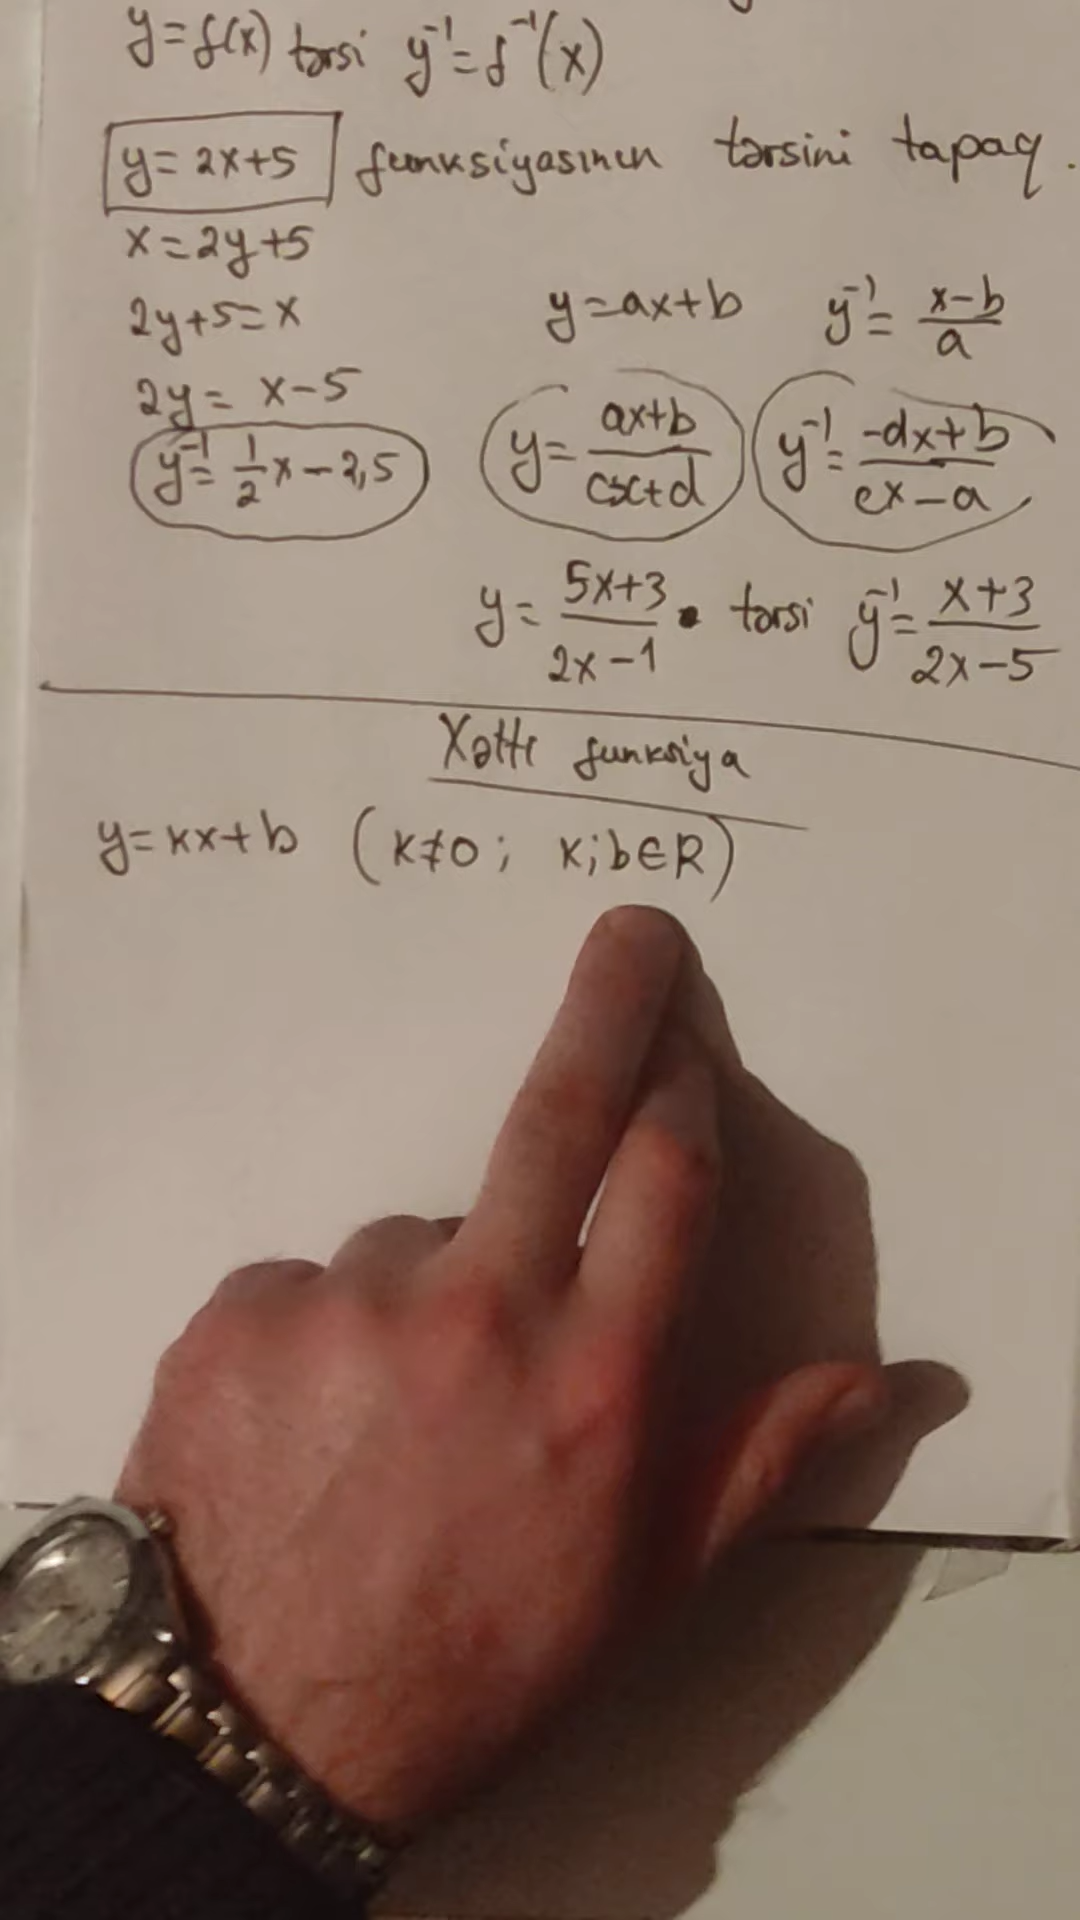 y=f(x) tərsi y⁻¹=f⁻¹(x)
y=2x+5 funksiyasının tərsini tapaq.
x=2y+5
2y+5=x
y=ax+b y⁻¹=(x-b)/a
2y=x-5
y⁻¹=1/2x-2,5
y=(ax+b)/(cx+d) y⁻¹=(-dx+b)/(cx-a)
y=(5x+3)/(2x-1) tərsi y⁻¹=(x+3)/(2x-5)
Xətti funksiya
y=kx+b (k≠0; k;b∈R)